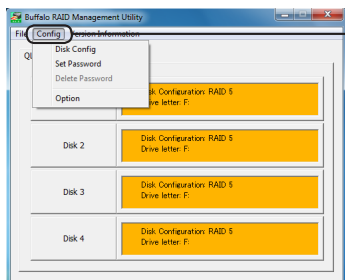 Buffalo RAID Management Utility
File Config Version Information
Disk Config
Set Password
Delete Password
Option
Disk Configuration: RAID 5
Drive letter: F:
Disk 2
Disk Configuration: RAID 5
Drive letter: F:
Disk 3
Disk Configuration: RAID 5
Drive letter: F:
Disk 4
Disk Configuration: RAID 5
Drive letter: F: